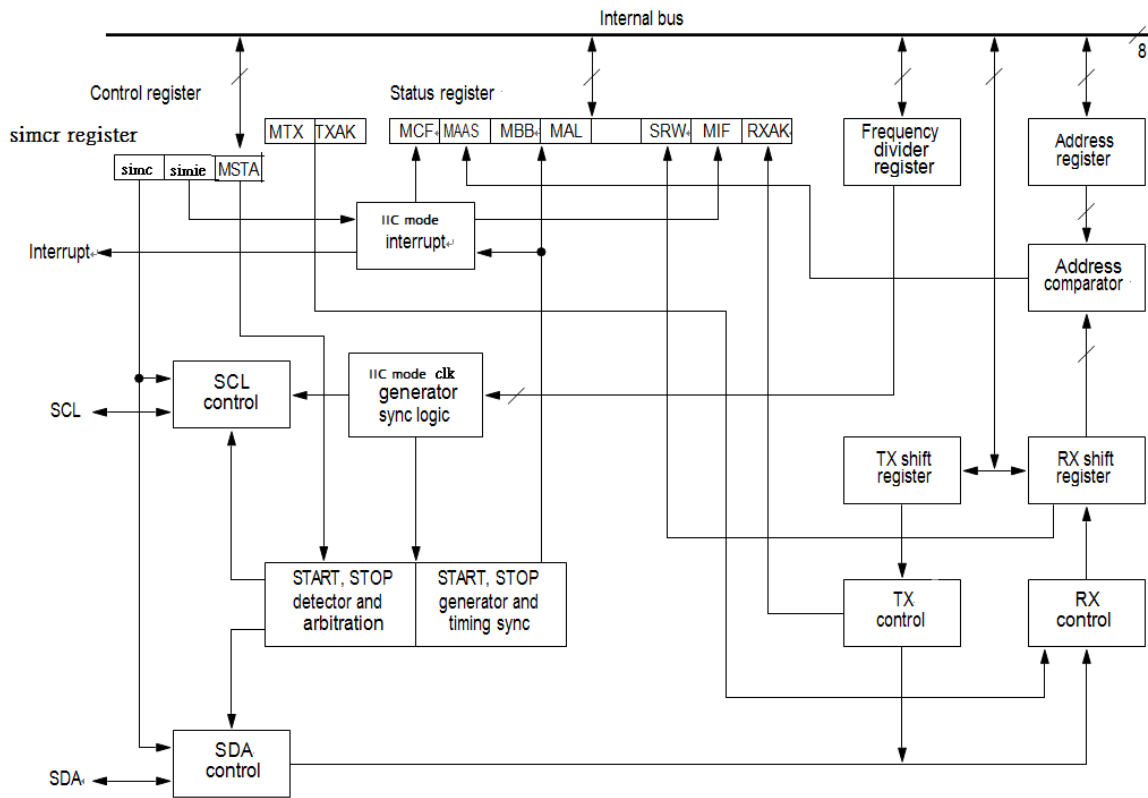 Internal bus
8
Control register
Status register
simcr register
MTX TXAK
MCF MAAS MBB MAL SRW MIF RXAK
simc simie MSTA
Frequency
divider
register
Address
register
IIC mode
interrupt
Interrupt
Address
comparator
SCL
control
IIC mode clk
generator
sync logic
SCL
TX shift
register
RX shift
register
START, STOP
detector and
arbitration
START, STOP
generator and
timing sync
TX
control
RX
control
SDA
control
SDA